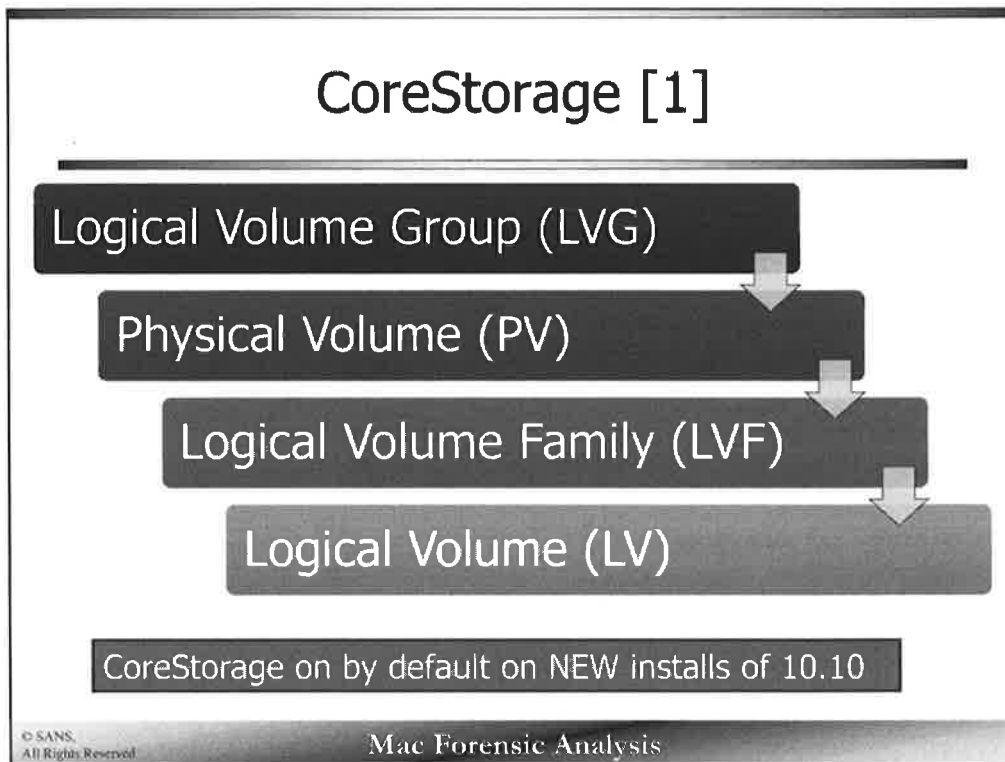 CoreStorage [1]
Logical Volume Group (LVG)
Physical Volume (PV)
Logical Volume Family (LVF)
Logical Volume (LV)
CoreStorage on by default on NEW installs of 10.10
© SANS,
All Rights Reserved
Mac Forensic Analysis